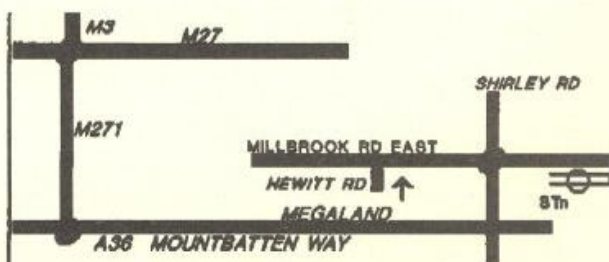 M3
M27
SHIRLEY RD
M271
MILLBROOK RD EAST
HEWITT RD
STn
MEGALAND
A36 MOUNTBATTEN WAY